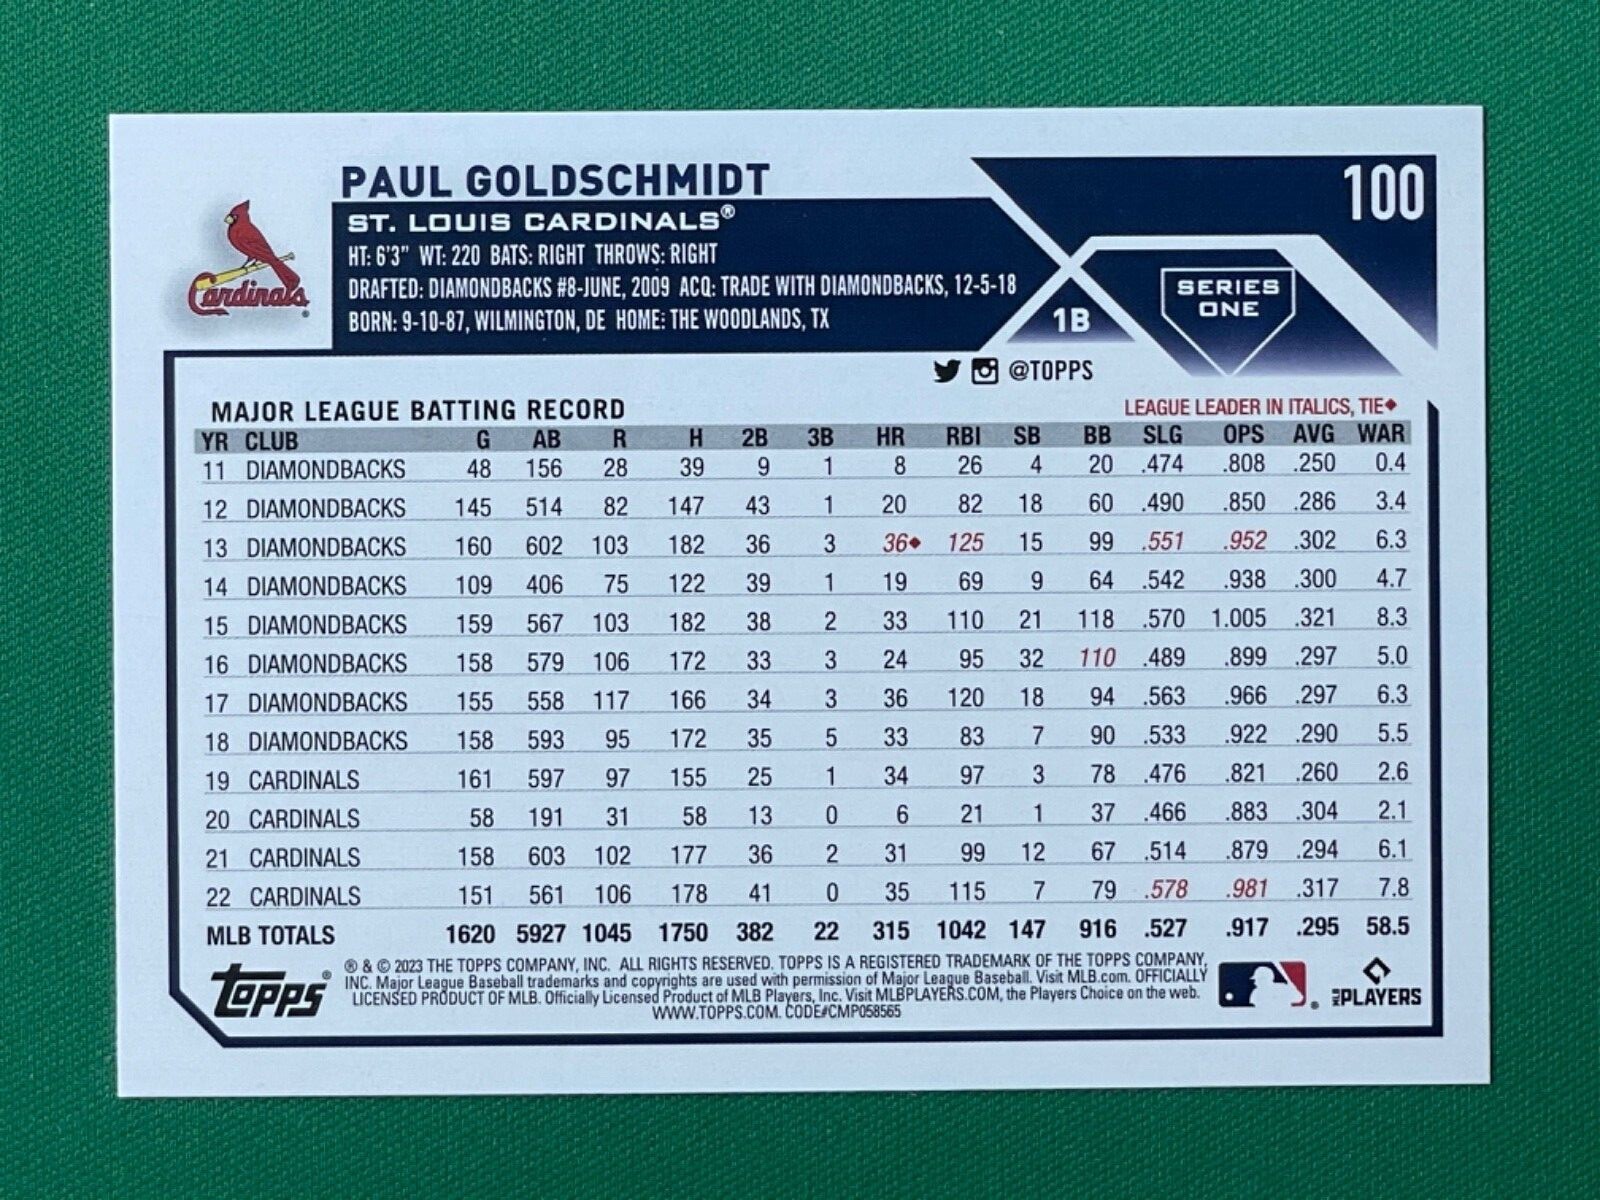 PAUL GOLDSCHMIDT
100
ST. LOUIS CARDINALS®
HT: 6'3" WT: 220 BATS: RIGHT THROWS: RIGHT
DRAFTED: DIAMONDBACKS #8-JUNE, 2009 ACQ: TRADE WITH DIAMONDBACKS, 12-5-18
BORN: 9-10-87, WILMINGTON, DE HOME: THE WOODLANDS, TX
Cardinals®
1B
SERIES
ONE
@TOPPS
MAJOR LEAGUE BATTING RECORD
LEAGUE LEADER IN ITALICS, TIE◆
YR CLUB G AB R H 2B 3B HR RBI SB BB SLG OPS AVG WAR
11 DIAMONDBACKS 48 156 28 39 9 1 8 26 4 20 .474 .808 .250 0.4
12 DIAMONDBACKS 145 514 82 147 43 1 20 82 18 60 .490 .850 .286 3.4
13 DIAMONDBACKS 160 602 103 182 36 3 36◆ 125 15 99 .551 .952 .302 6.3
14 DIAMONDBACKS 109 406 75 122 39 1 19 69 9 64 .542 .938 .300 4.7
15 DIAMONDBACKS 159 567 103 182 38 2 33 110 21 118 .570 1.005 .321 8.3
16 DIAMONDBACKS 158 579 106 172 33 3 24 95 32 110 .489 .899 .297 5.0
17 DIAMONDBACKS 155 558 117 166 34 3 36 120 18 94 .563 .966 .297 6.3
18 DIAMONDBACKS 158 593 95 172 35 5 33 83 7 90 .533 .922 .290 5.5
19 CARDINALS 161 597 97 155 25 1 34 97 3 78 .476 .821 .260 2.6
20 CARDINALS 58 191 31 58 13 0 6 21 1 37 .466 .883 .304 2.1
21 CARDINALS 158 603 102 177 36 2 31 99 12 67 .514 .879 .294 6.1
22 CARDINALS 151 561 106 178 41 0 35 115 7 79 .578 .981 .317 7.8
MLB TOTALS 1620 5927 1045 1750 382 22 315 1042 147 916 .527 .917 .295 58.5
Topps®
® & © 2023 THE TOPPS COMPANY, INC. ALL RIGHTS RESERVED. TOPPS IS A REGISTERED TRADEMARK OF THE TOPPS COMPANY,
INC. Major League Baseball trademarks and copyrights are used with permission of Major League Baseball. Visit MLB.com. OFFICIALLY
LICENSED PRODUCT OF MLB. Officially Licensed Product of MLB Players, Inc. Visit MLBPLAYERS.COM, the Players Choice on the web.
WWW.TOPPS.COM. CODE#CMP058565
®
MLB PLAYERS